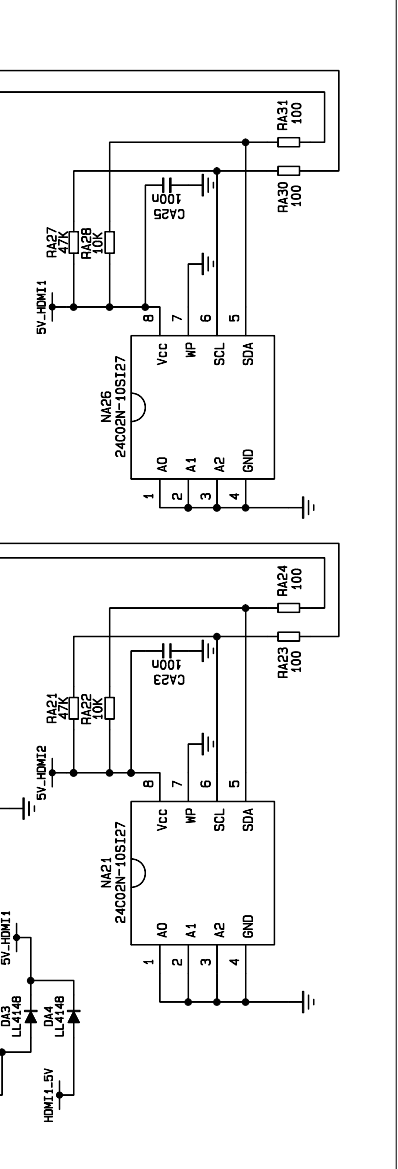 RA31
100
RA30
100
CA25
100n
RA27
47K
RA28
10K
5V_HDMI1
8
7
6
5
Vcc
WP
SCL
SDA
NA26
24C02N-10SI27
A0
A1
A2
GND
1
2
3
4
RA24
100
RA23
100
CA23
100n
RA21
47K
RA22
10K
5V_HDMI2
8
7
6
5
Vcc
WP
SCL
SDA
NA21
24C02N-10SI27
A0
A1
A2
GND
1
2
3
4
5V_HDMI1
DA3
LL4148
DA4
LL4148
HDMI1_5V